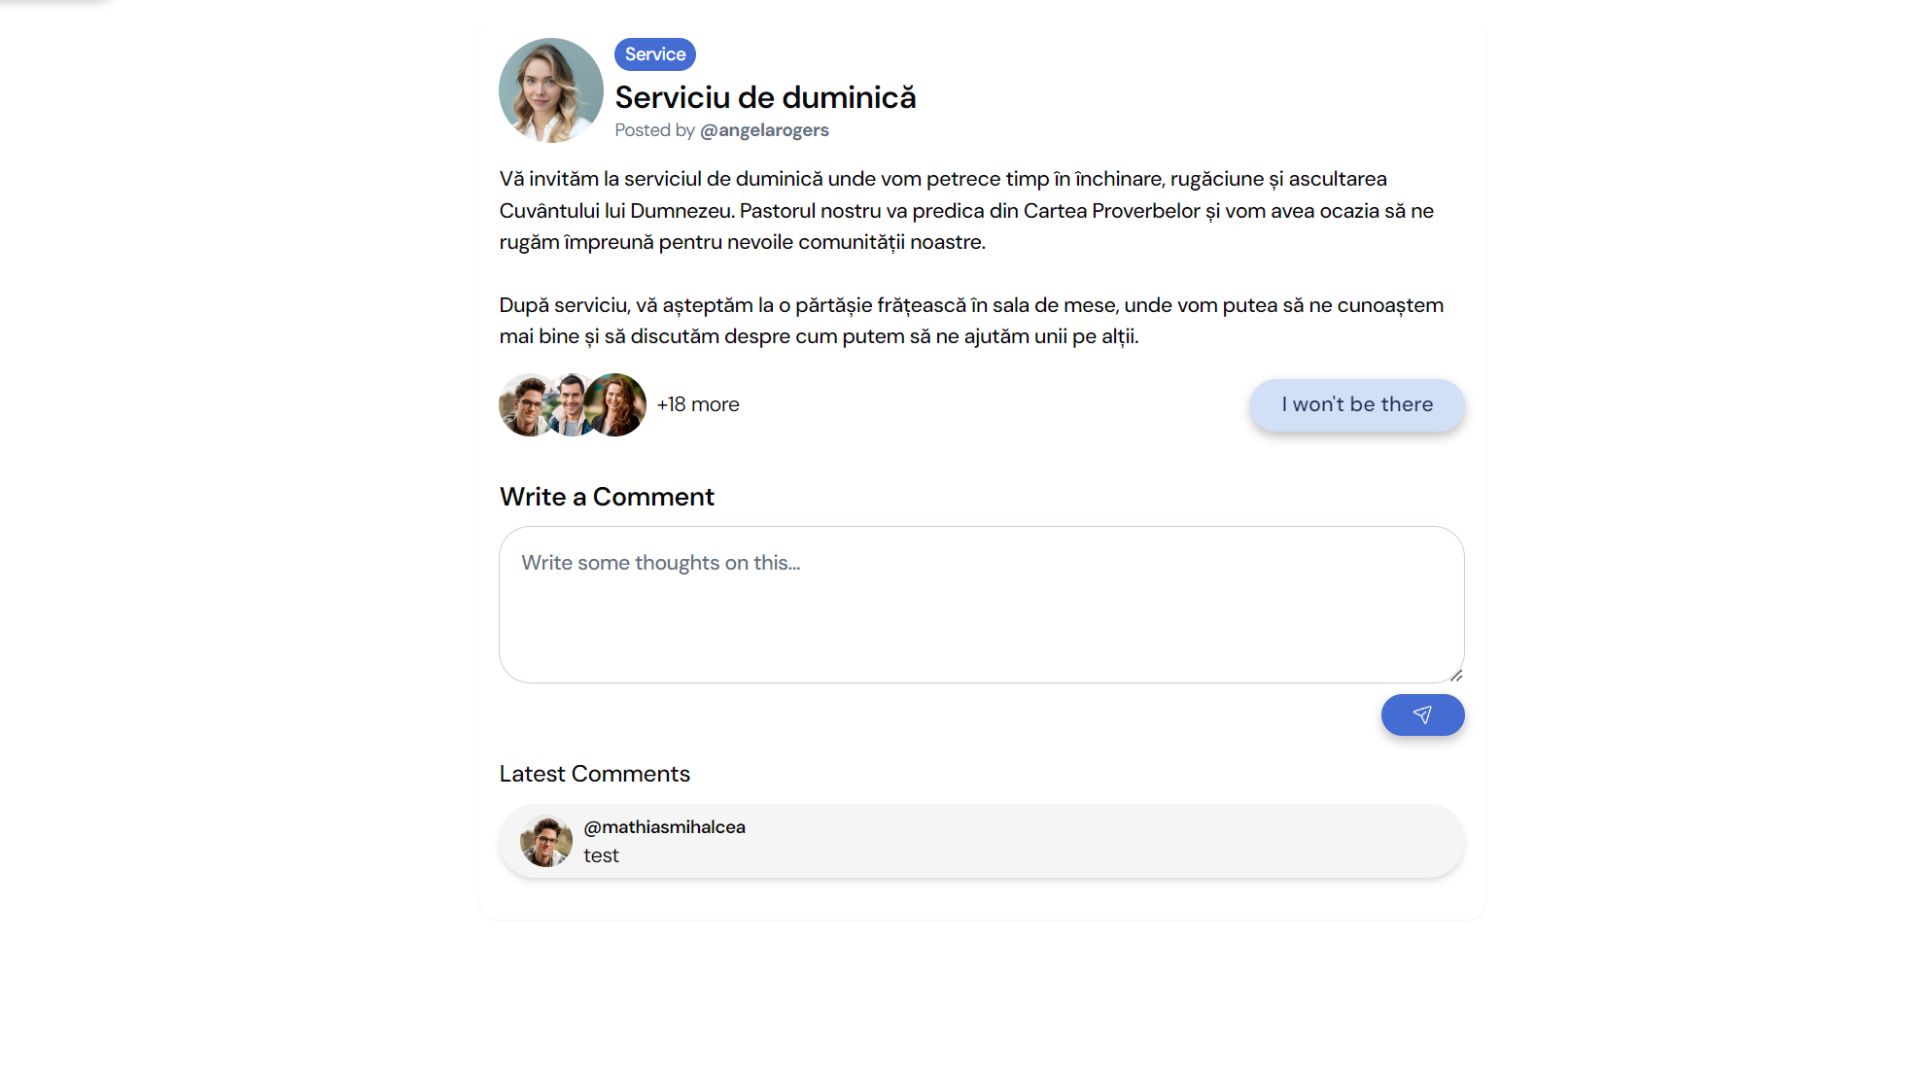 Service
Serviciu de duminică
Posted by @angelarogers
Vă invităm la serviciul de duminică unde vom petrece timp în închinare, rugăciune și ascultarea
Cuvântului lui Dumnezeu. Pastorul nostru va predica din Cartea Proverbelor și vom avea ocazia să ne
rugăm împreună pentru nevoile comunității noastre.
După serviciu, vă așteptăm la o părtășie frățească în sala de mese, unde vom putea să ne cunoaștem
mai bine și să discutăm despre cum putem să ne ajutăm unii pe alții.
+18 more
I won't be there
Write a Comment
Write some thoughts on this...
Latest Comments
@mathiasmihalcea
test